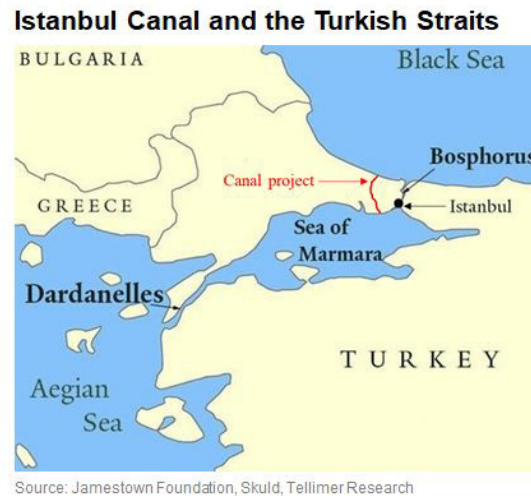 Istanbul Canal and the Turkish Straits
BULGARIA
Black Sea
Bosphorus
Canal project
GREECE
Istanbul
Sea of
Marmara
Dardanelles
TURKEY
Aegian
Sea
Source: Jamestown Foundation, Skuld, Tellimer Research